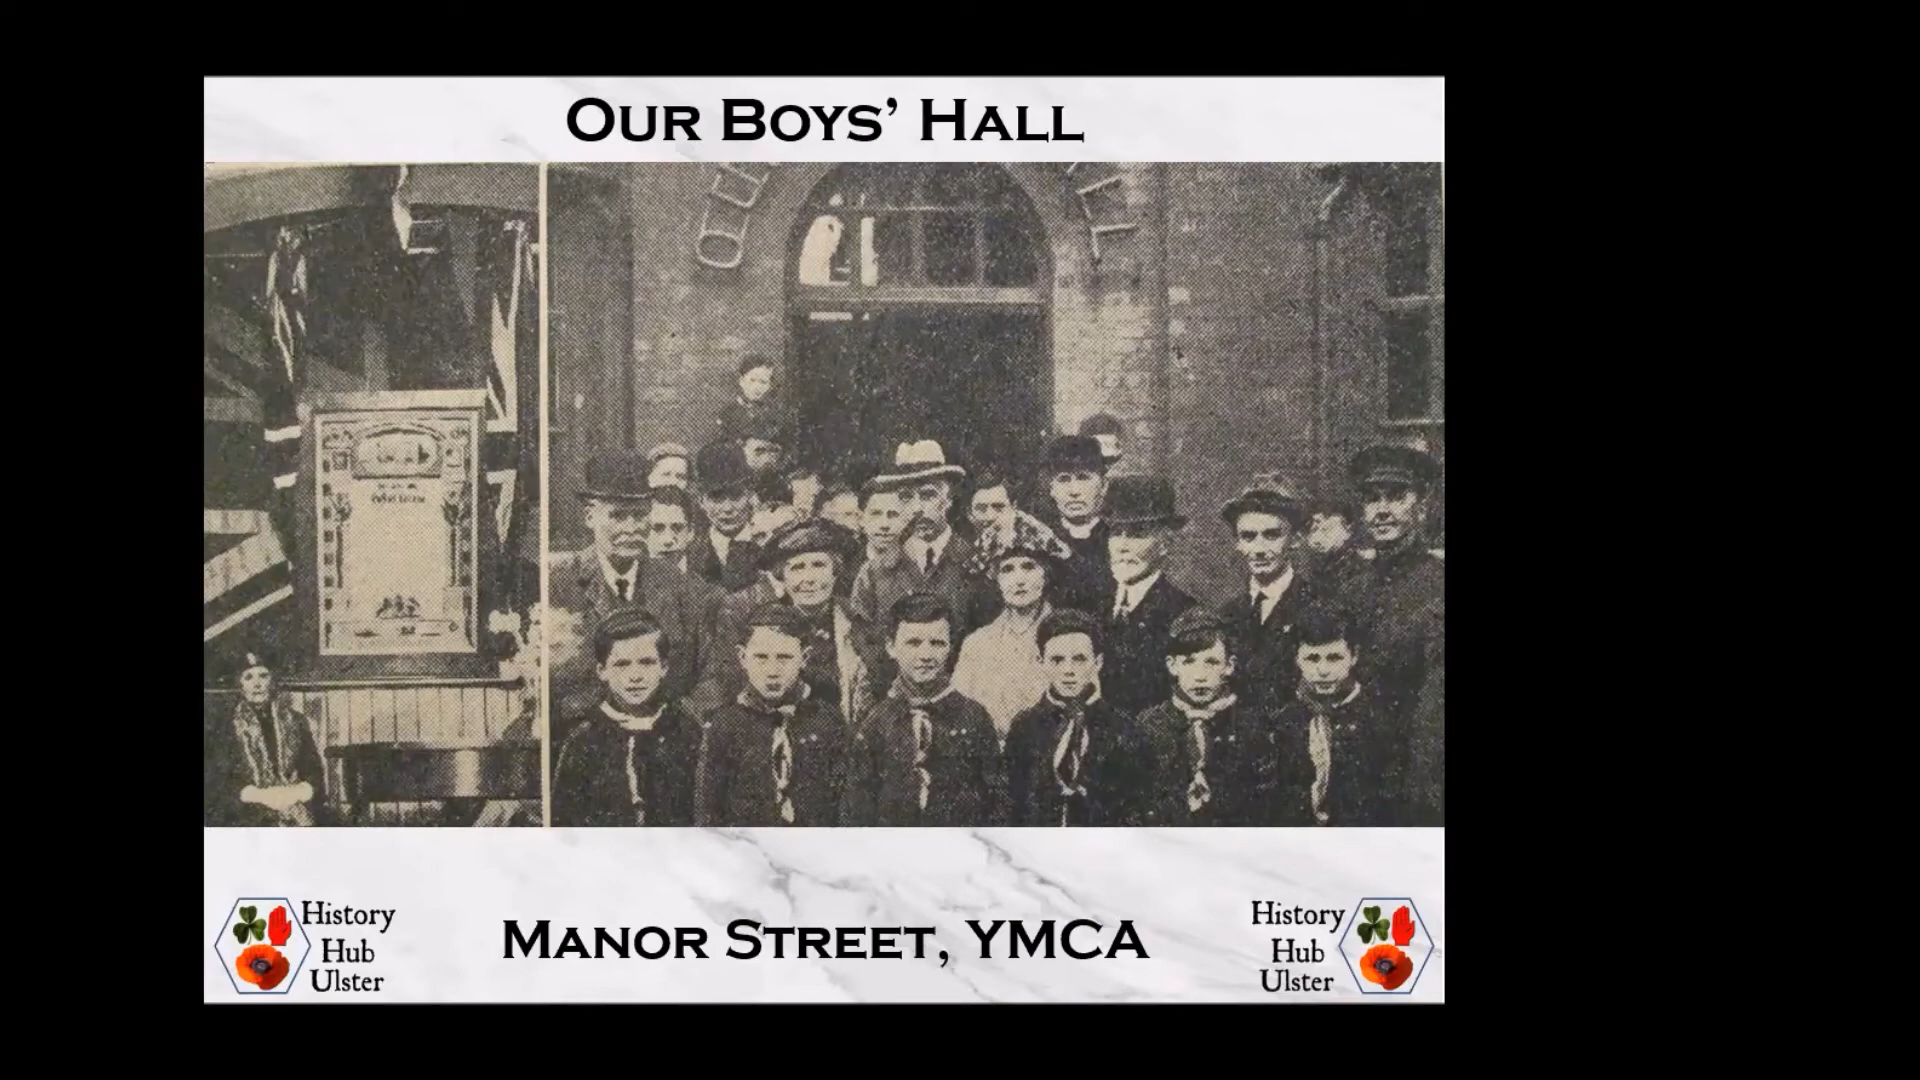 OUR BOYS' HALL
History
Hub
Ulster
MANOR STREET, YMCA
History
Hub
Ulster